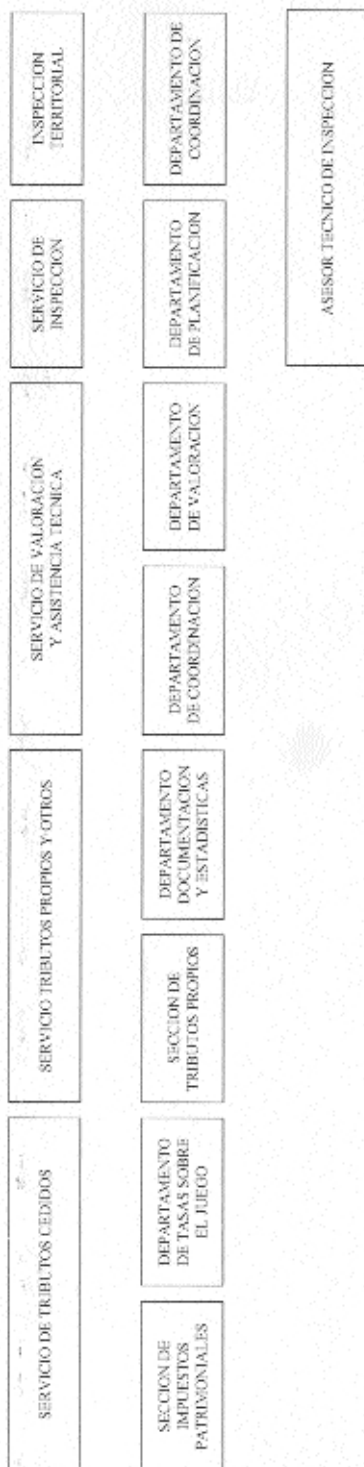 SERVICIO DE TRIBUTOS CEDIDOS
SERVICIO TRIBUTOS PROPIOS Y OTROS
SERVICIO DE VALORACION
Y ASISTENCIA TECNICA
SERVICIO DE
INSPECCION
INSPECCION
TERRITORIAL
SECCION DE
IMPUESTOS
PATRIMONIALES
DEPARTAMENTO
DE TASAS SOBRE
EL JUEGO
SECCION DE
TRIBUTOS PROPIOS
DEPARTAMENTO
DOCUMENTACION
Y ESTADISTICAS
DEPARTAMENTO
DE COORDINACION
DEPARTAMENTO
DE VALORACION
DEPARTAMENTO
DE PLANIFICACION
DEPARTAMENTO DE
COORDINACION
ASESOR TECNICO DE INSPECCION